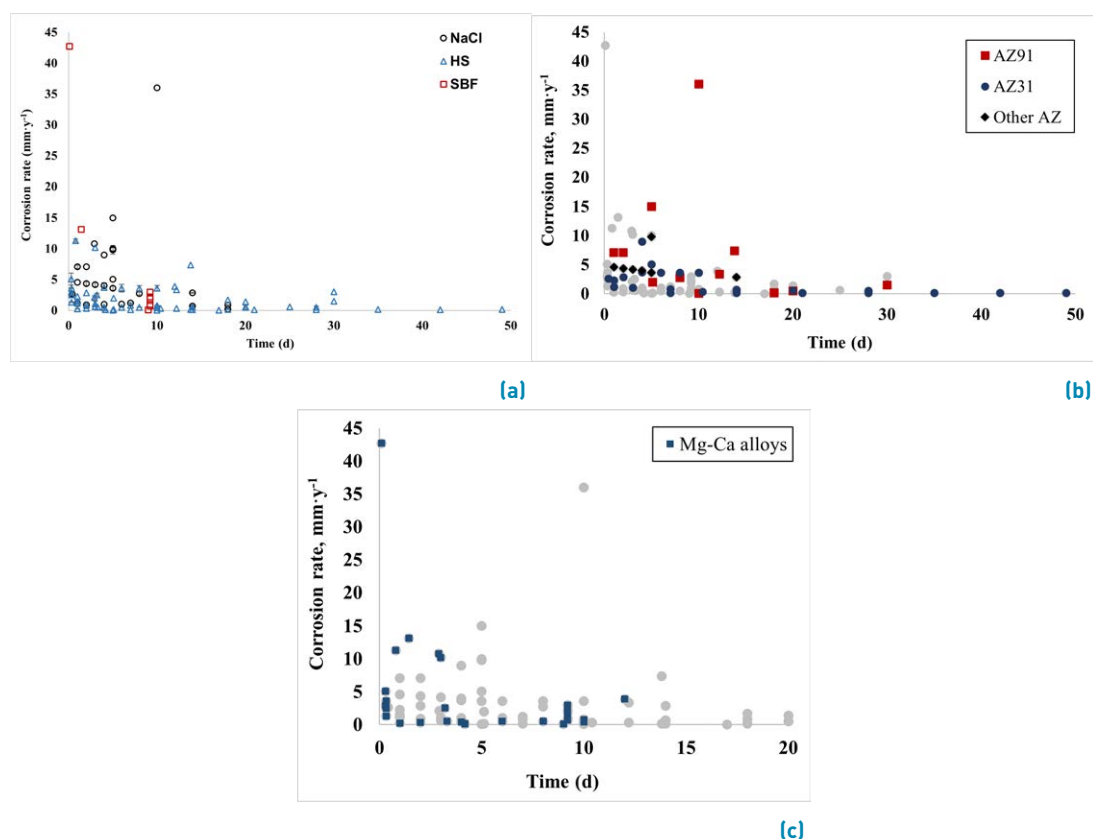 45
40
35
30
25
20
15
10
5
0
Corrosion rate (mm·y⁻¹)
NaCl
HS
SBF
0 10 20 30 40 50
Time (d)
(a)
45
40
35
30
25
20
15
10
5
0
Corrosion rate, mm·y⁻¹
AZ91
AZ31
Other AZ
0 10 20 30 40 50
Time (d)
(b)
45
40
35
30
25
20
15
10
5
0
Corrosion rate, mm·y⁻¹
Mg-Ca alloys
0 5 10 15 20
Time (d)
(c)